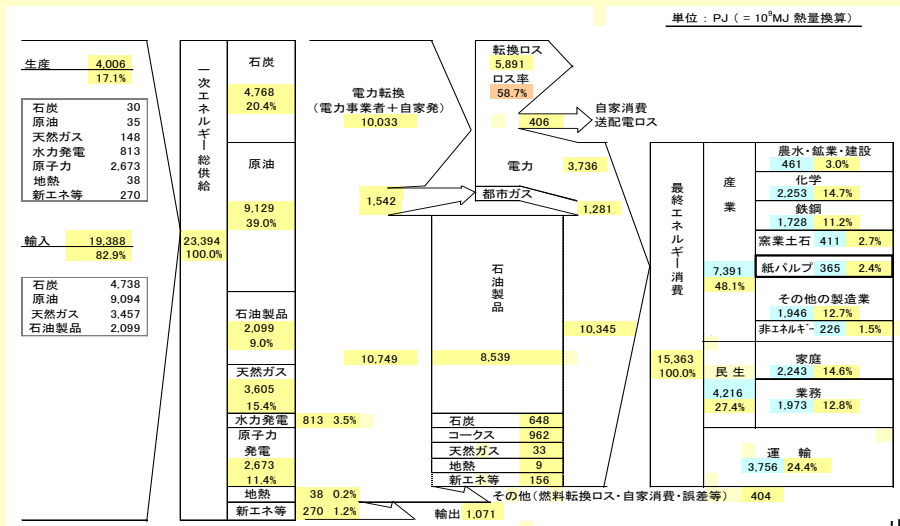 単位：PJ（＝10⁹MJ 熱量換算）
生産 4,006
17.1%
石炭 30
原油 35
天然ガス 148
水力発電 813
原子力 2,673
地熱 38
新エネ等 270
輸入 19,388
82.9%
石炭 4,738
原油 9,094
天然ガス 3,457
石油製品 2,099
一次エネルギー総供給
23,394
100.0%
石炭
4,768
20.4%
原油
9,129
39.0%
石油製品
2,099
9.0%
天然ガス
3,605
15.4%
水力発電 813 3.5%
原子力
発電
2,673
11.4%
地熱 38 0.2%
新エネ等 270 1.2%
電力転換
（電力事業者＋自家発）
10,033
1,542
10,749
輸出 1,071
転換ロス
5,891
ロス率
58.7%
自家消費
406 送配電ロス
電力 3,736
都市ガス
1,281
石油製品
8,539
10,345
石炭 648
コークス 962
天然ガス 33
地熱 9
新エネ等 156
その他（燃料転換ロス・自家消費・誤差等） 404
最終エネルギー消費
15,363
100.0%
産業
7,391
48.1%
農水・鉱業・建設
461 3.0%
化学
2,253 14.7%
鉄鋼
1,728 11.2%
窯業土石 411 2.7%
紙パルプ 365 2.4%
その他の製造業
1,946 12.7%
非エネルギー 226 1.5%
民生
4,216
27.4%
家庭
2,243 14.6%
業務
1,973 12.8%
運輸
3,756 24.4%